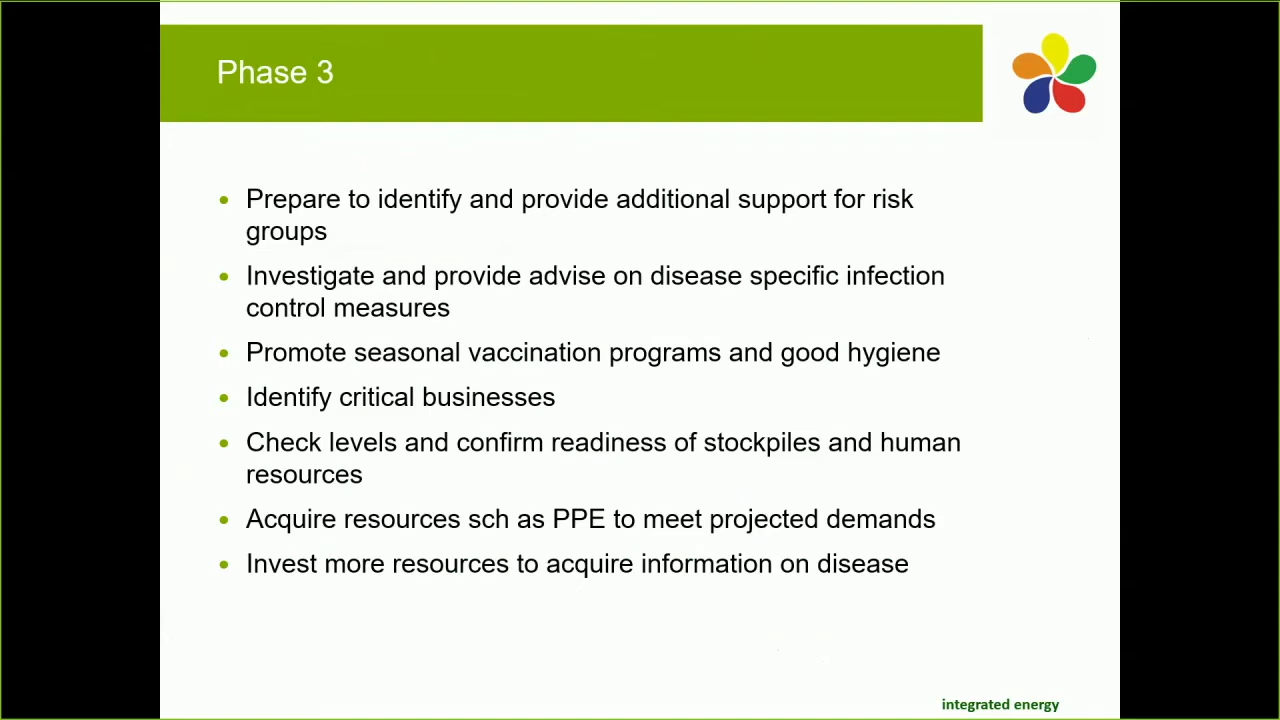 Phase 3
• Prepare to identify and provide additional support for risk
groups
• Investigate and provide advise on disease specific infection
control measures
• Promote seasonal vaccination programs and good hygiene
• Identify critical businesses
• Check levels and confirm readiness of stockpiles and human
resources
• Acquire resources sch as PPE to meet projected demands
• Invest more resources to acquire information on disease
integrated energy